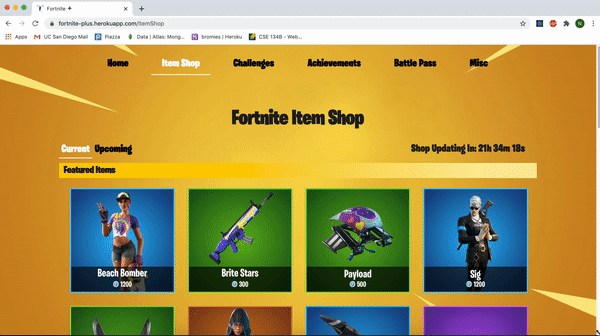 Fortnite +
fortnite-plus.herokuapp.com/itemShop
Apps UC San Diego Mail Piazza Data | Atlas: Mong... bromies | Heroku CSE 134B - Web...
Home Item Shop Challenges Achievements Battle Pass Misc
Fortnite Item Shop
Current Upcoming Shop Updating In: 21h 34m 18s
Featured Items
Beach Bomber Brite Stars Payload Sig
1200 300 500 1200